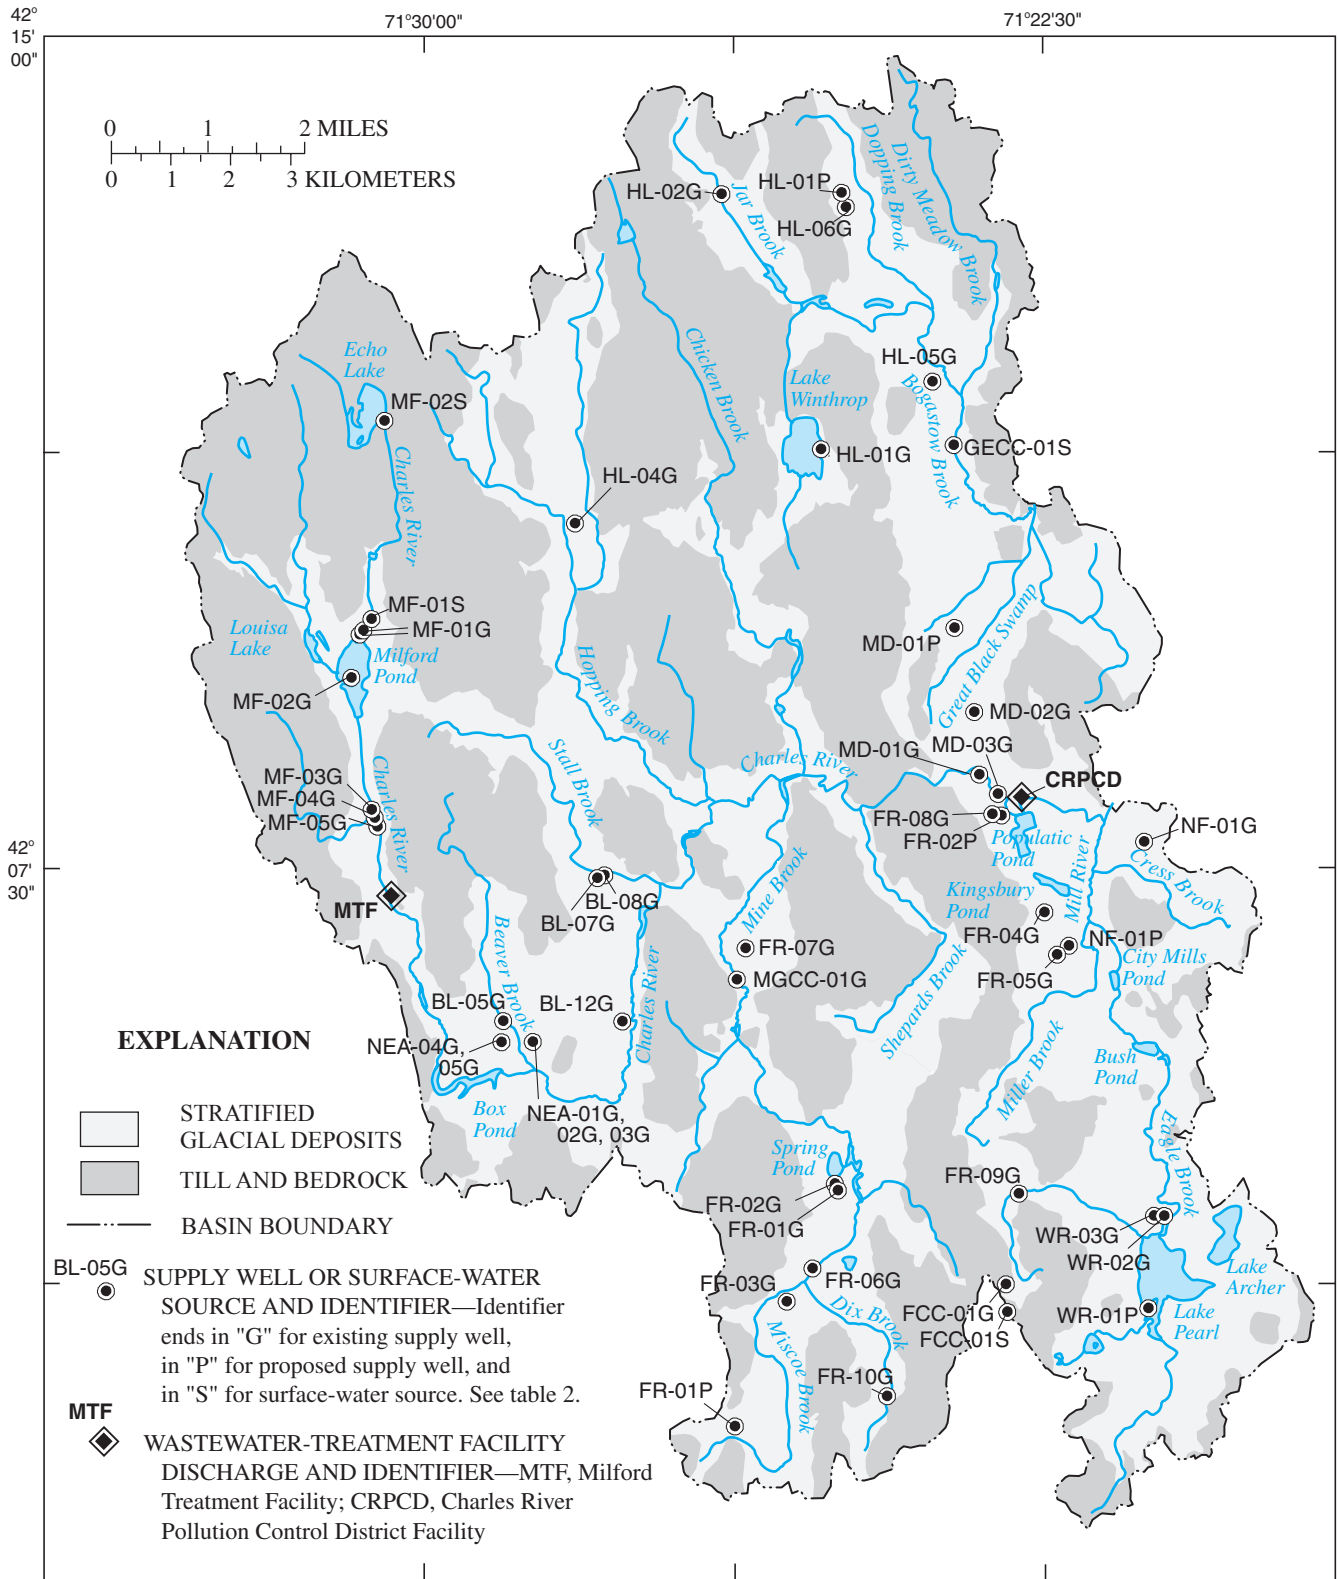 42°
15'
00"
71°30'00"
71°22'30"
0 1 2 MILES
0 1 2 3 KILOMETERS
HL-02G
HL-01P
HL-06G
Jar Brook
Dopping Brook
Dirty Meadow Brook
Echo
Lake
MF-02S
Charles River
Chicken Brook
Lake
Winthrop
HL-05G
Bogastow Brook
HL-01G
GECC-01S
HL-04G
MF-01S
MF-01G
Louisa
Lake
Milford
Pond
MF-02G
Hopping Brook
MD-01P
Great Black Swamp
MD-02G
MD-01G
MD-03G
Charles River
CRPCD
Stall Brook
MF-03G
MF-04G
MF-05G
Charles River
FR-08G
FR-02P
Populatic
Pond
NF-01G
Mill River
Cress Brook
42°
07'
30"
MTF
BL-08G
BL-07G
Mine Brook
Kingsbury
Pond
FR-04G
NF-01P
FR-05G
City Mills
Pond
Beaver Brook
FR-07G
MGCC-01G
Shepards Brook
BL-05G
BL-12G
Charles River
NEA-04G,
05G
Miller Brook
Bush
Pond
Box
Pond
NEA-01G,
02G, 03G
Eagle Brook
Spring
Pond
FR-02G
FR-01G
FR-09G
WR-03G
WR-02G
Lake
Archer
FR-03G
FR-06G
FCC-01G
FCC-01S
WR-01P
Lake
Pearl
Dix Brook
Miscoe Brook
FR-10G
FR-01P
EXPLANATION
STRATIFIED
GLACIAL DEPOSITS
TILL AND BEDROCK
BASIN BOUNDARY
BL-05G
SUPPLY WELL OR SURFACE-WATER
SOURCE AND IDENTIFIER—Identifier
ends in "G" for existing supply well,
in "P" for proposed supply well, and
in "S" for surface-water source. See table 2.
MTF
WASTEWATER-TREATMENT FACILITY
DISCHARGE AND IDENTIFIER—MTF, Milford
Treatment Facility; CRPCD, Charles River
Pollution Control District Facility